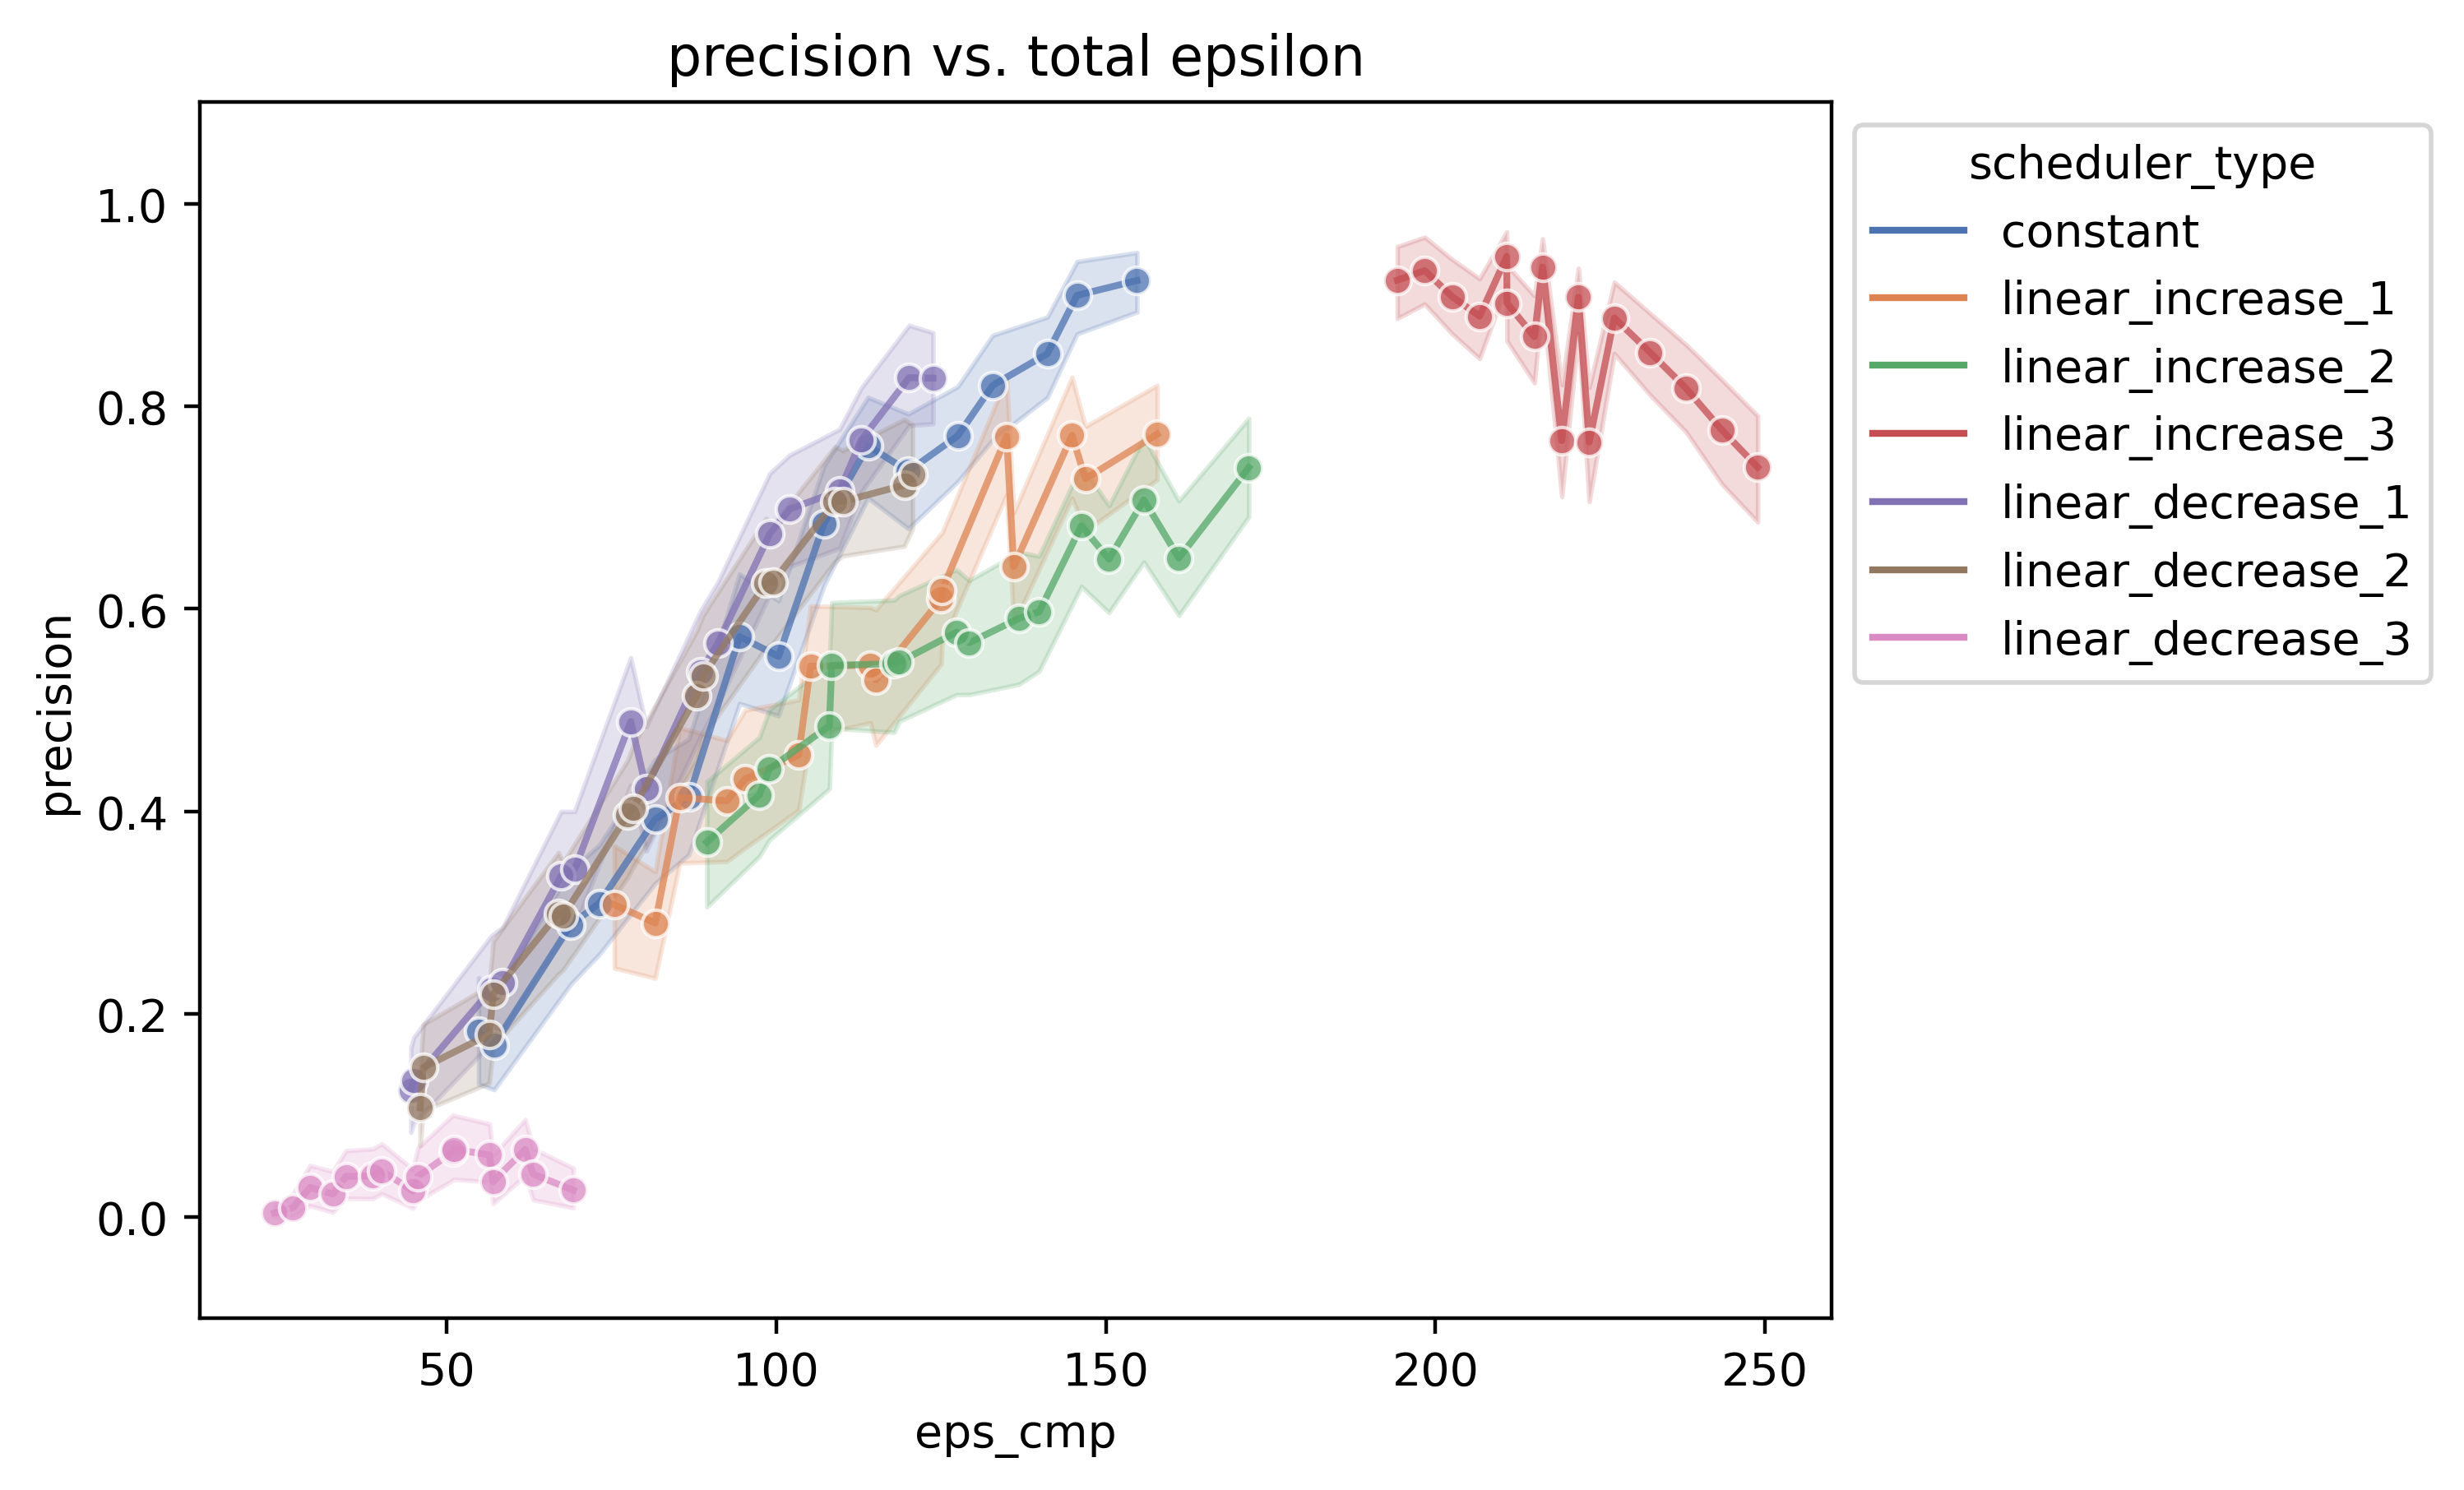 precision vs. total epsilon
precision
1.0
0.8
0.6
0.4
0.2
0.0
50 100 150 200 250
eps_cmp
scheduler_type
constant
linear_increase_1
linear_increase_2
linear_increase_3
linear_decrease_1
linear_decrease_2
linear_decrease_3